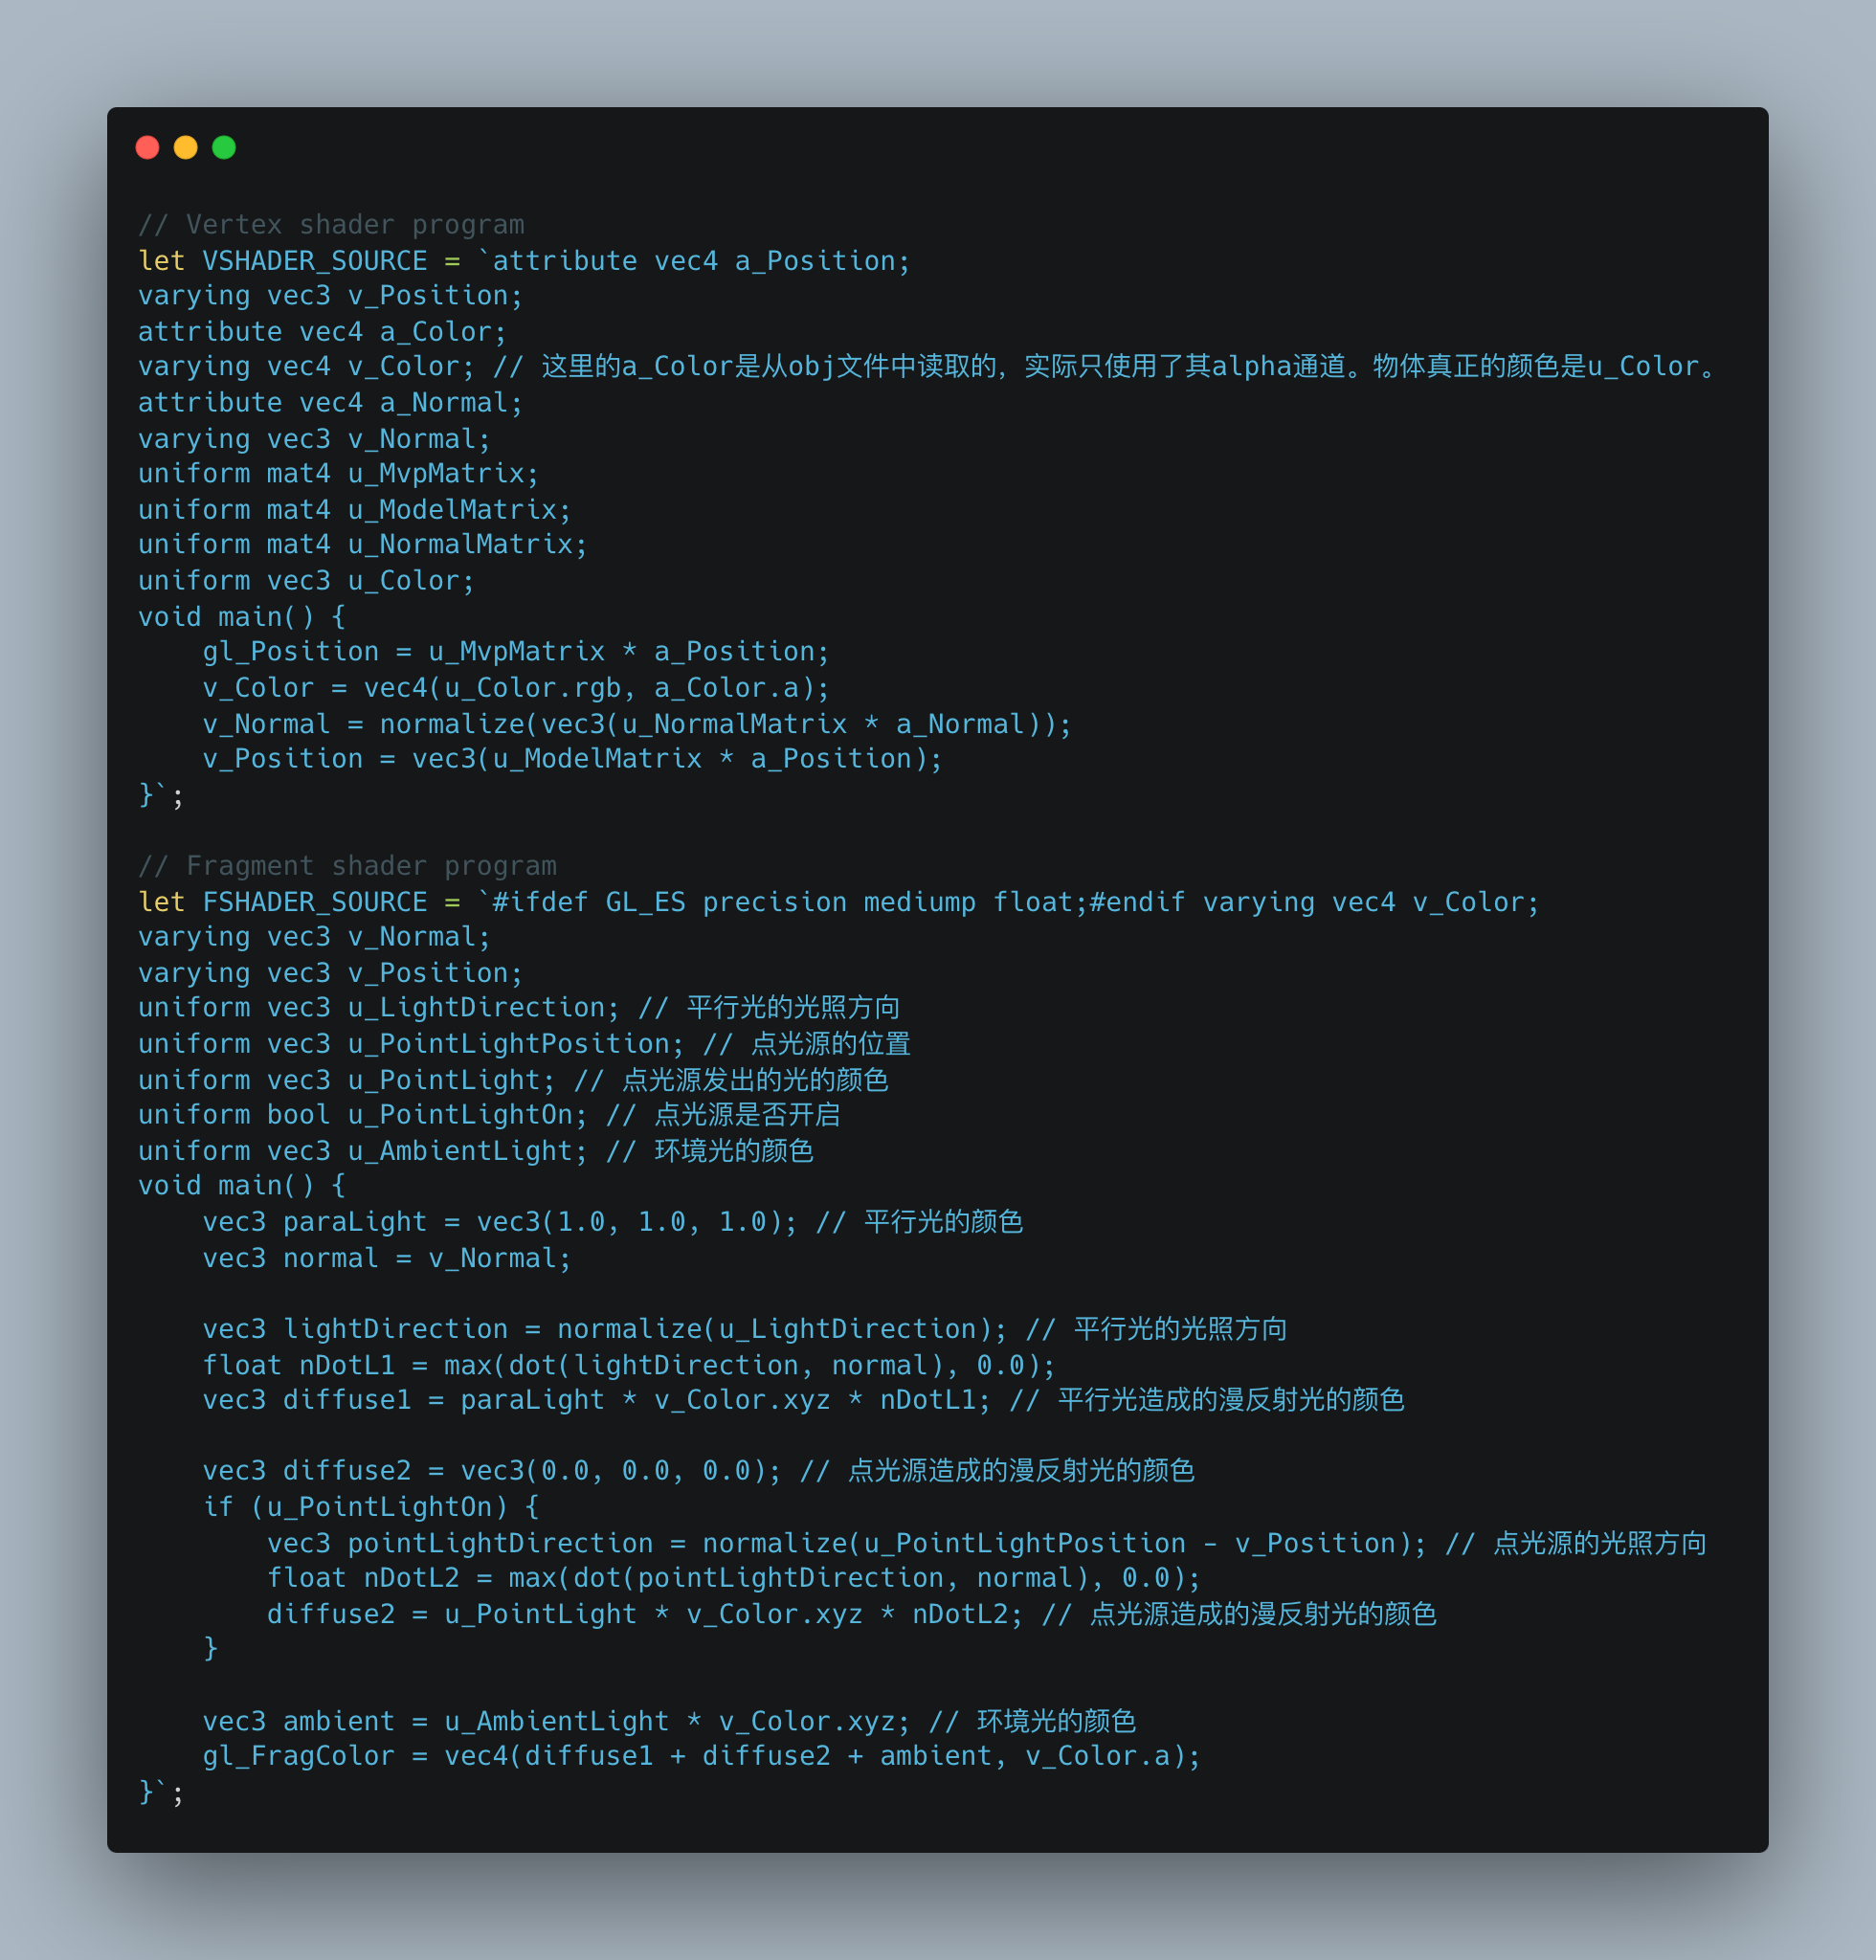 // Vertex shader program
let VSHADER_SOURCE = `attribute vec4 a_Position;
varying vec3 v_Position;
attribute vec4 a_Color;
varying vec4 v_Color; // 这里的a_Color是从obj文件中读取的，实际只使用了其alpha通道。物体真正的颜色是u_Color。
attribute vec4 a_Normal;
varying vec3 v_Normal;
uniform mat4 u_MvpMatrix;
uniform mat4 u_ModelMatrix;
uniform mat4 u_NormalMatrix;
uniform vec3 u_Color;
void main() {
    gl_Position = u_MvpMatrix * a_Position;
    v_Color = vec4(u_Color.rgb, a_Color.a);
    v_Normal = normalize(vec3(u_NormalMatrix * a_Normal));
    v_Position = vec3(u_ModelMatrix * a_Position);
}`;

// Fragment shader program
let FSHADER_SOURCE = `#ifdef GL_ES precision mediump float;#endif varying vec4 v_Color;
varying vec3 v_Normal;
varying vec3 v_Position;
uniform vec3 u_LightDirection; // 平行光的光照方向
uniform vec3 u_PointLightPosition; // 点光源的位置
uniform vec3 u_PointLight; // 点光源发出的光的颜色
uniform bool u_PointLightOn; // 点光源是否开启
uniform vec3 u_AmbientLight; // 环境光的颜色
void main() {
    vec3 paraLight = vec3(1.0, 1.0, 1.0); // 平行光的颜色
    vec3 normal = v_Normal;

    vec3 lightDirection = normalize(u_LightDirection); // 平行光的光照方向
    float nDotL1 = max(dot(lightDirection, normal), 0.0);
    vec3 diffuse1 = paraLight * v_Color.xyz * nDotL1; // 平行光造成的漫反射光的颜色

    vec3 diffuse2 = vec3(0.0, 0.0, 0.0); // 点光源造成的漫反射光的颜色
    if (u_PointLightOn) {
        vec3 pointLightDirection = normalize(u_PointLightPosition - v_Position); // 点光源的光照方向
        float nDotL2 = max(dot(pointLightDirection, normal), 0.0);
        diffuse2 = u_PointLight * v_Color.xyz * nDotL2; // 点光源造成的漫反射光的颜色
    }

    vec3 ambient = u_AmbientLight * v_Color.xyz; // 环境光的颜色
    gl_FragColor = vec4(diffuse1 + diffuse2 + ambient, v_Color.a);
}`;